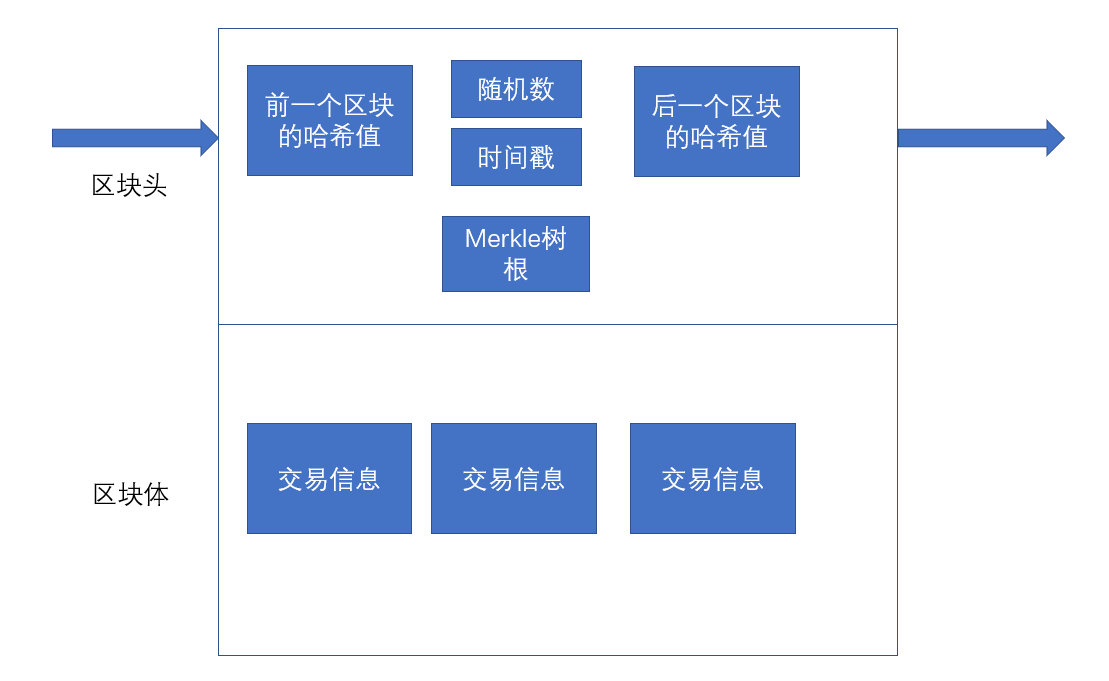 前一个区块
的哈希值
随机数
时间戳
后一个区块
的哈希值
Merkle树
根
区块头
交易信息
交易信息
交易信息
区块体